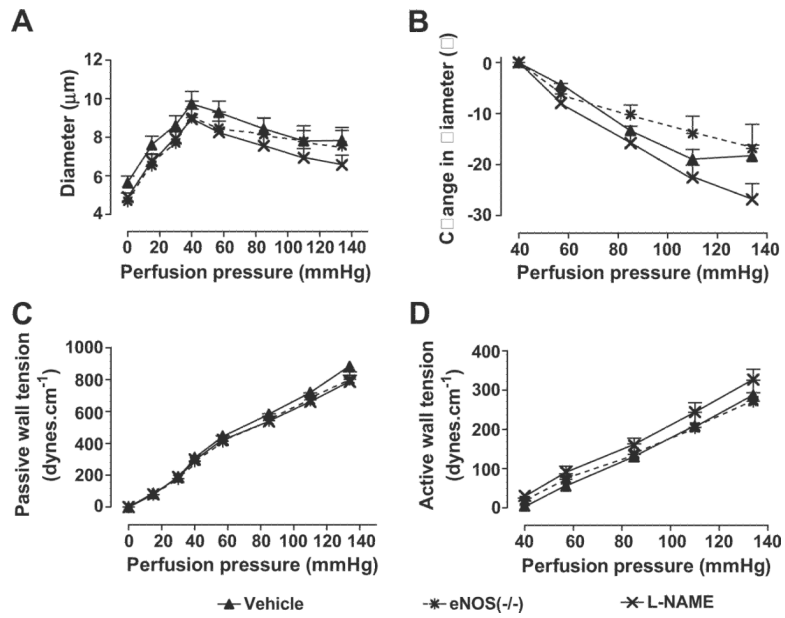 A
Diameter (μm)
12
10
8
6
4
0 20 40 60 80 100 120 140
Perfusion pressure (mmHg)
B
C□ange in □iameter (□)
0
-10
-20
-30
40 60 80 100 120 140
Perfusion pressure (mmHg)
C
Passive wall tension
(dynes.cm-1)
1000
800
600
400
200
0
0 20 40 60 80 100 120 140
Perfusion pressure (mmHg)
D
Active wall tension
(dynes.cm-1)
400
300
200
100
0
40 60 80 100 120 140
Perfusion pressure (mmHg)
Vehicle eNOS(-/-) L-NAME